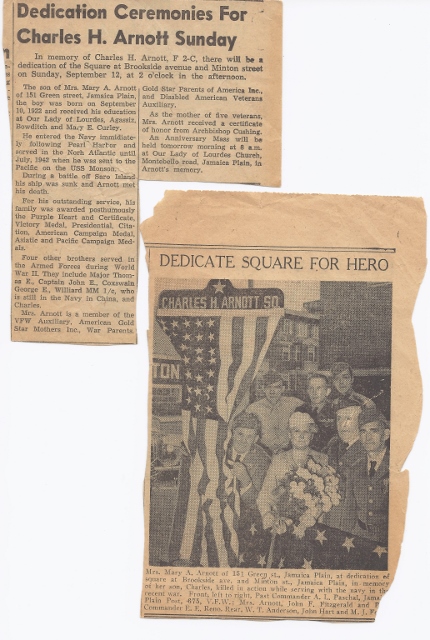 Dedication Ceremonies For
Charles H. Arnott Sunday
In memory of Charles H. Arnott, F 2-C, there will be a
dedication of the Square at Brookside avenue and Minton street
on Sunday, September 12, at 2 o'clock in the afternoon.
The son of Mrs. Mary A. Arnott
of 151 Green street, Jamaica Plain,
the boy was born on September
19, 1922 and received his education
at Our Lady of Lourdes, Agassiz,
Bowditch and Mary E. Curley.
He entered the Navy immidiate-
ly following Pearl Harbor and
served in the North Atlantic until
July, 1942 when he was sent to the
Pacific on the USS Monson.
During a battle off Savo Island
his ship was sunk and Arnott met
his death.
For his outstanding service, his
family was awarded posthumously
the Purple Heart and Certificate,
Victory Medal, Presidential, Cita-
tion, American Campaign Medal,
Asiatic and Pacific Campaign Med-
als.
Four other brothers served in
the Armed Forces during World
War II. They include Major Thom-
as E., Captain John E., Coxswain
George E., Williard MM 1/c, who
is still in the Navy in China, and
Charles.
Mrs. Arnott is a member of the
VFW Auxiliary, American Gold
Star Mothers Inc., War Parents,
Gold Star Parents of America Inc.,
and Disabled American Veterans
Auxiliary.
As the mother of five veterans,
Mrs. Arnott received a certificate
of honor from Archbishop Cushing.
An Anniversary Mass will be
held tomorrow morning at 8 a.m.
at Our Lady of Lourdes Church,
Montebello road, Jamaica Plain, in
Arnott's memory.
DEDICATE SQUARE FOR HERO
CHARLES H. ARNOTT SQ.
TON
Mrs. Mary A. Arnott of 151 Green st., Jamaica Plain, at dedication of
square at Brookside ave. and Minton st., Jamaica Plain, in memory
of her son, Charles, killed in action while serving with the navy in the
recent war. Front, left to right, Past Commander A. L. Paschal, Jama
Plain Post, 675, V.F.W.; Mrs. Arnott, John F. Fitzgerald and P
Commander E. E. Reno. Rear, W. T. Anderson, John Hart and M. J. F